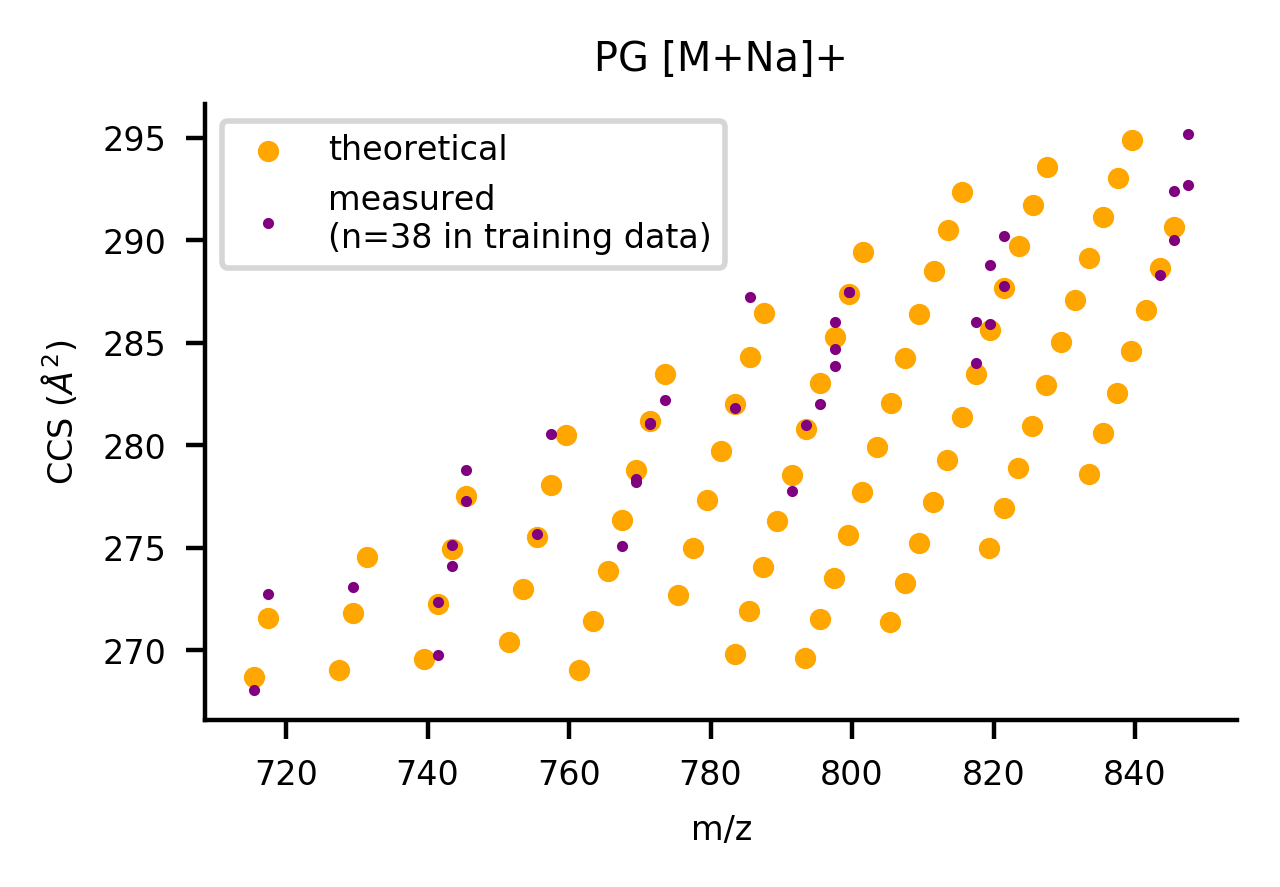 PG [M+Na]+
theoretical
measured
(n=38 in training data)
295
290
285
280
275
270
CCS (Å²)
720 740 760 780 800 820 840
m/z